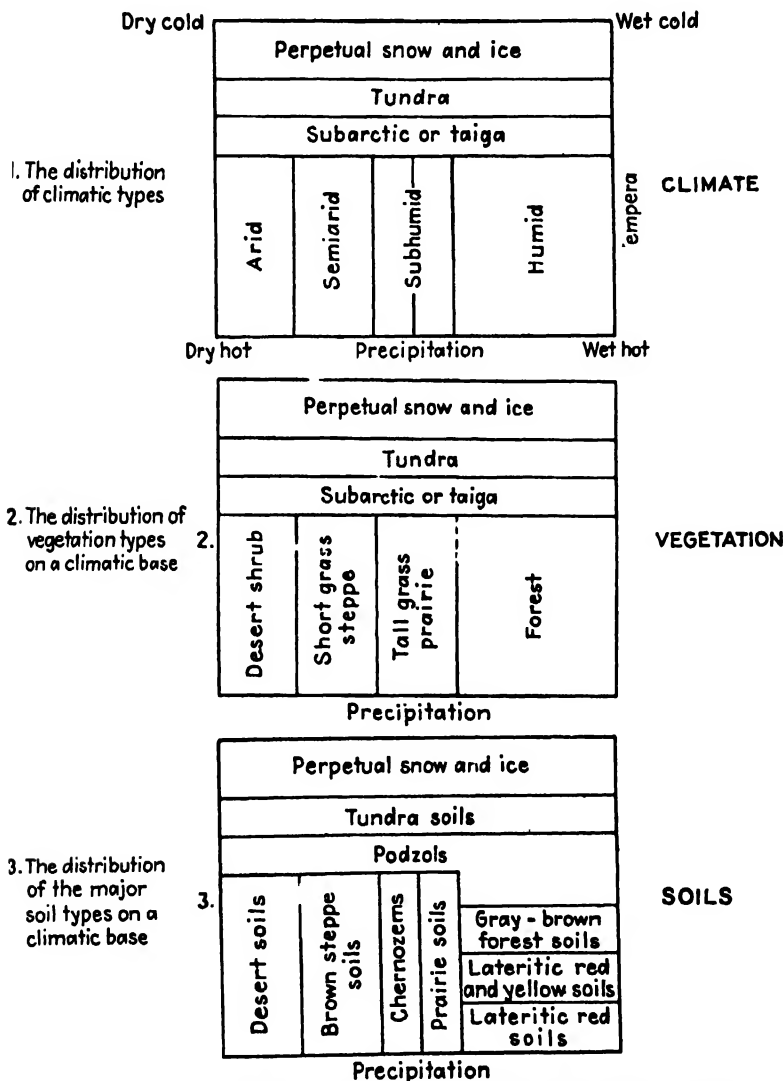 Dry cold
Wet cold
Perpetual snow and ice
Tundra
Subarctic or taiga
1. The distribution
of climatic types
Arid
Semiarid
Subhumid
Humid
empera
CLIMATE
Dry hot
Precipitation
Wet hot
Perpetual snow and ice
Tundra
Subarctic or taiga
2. The distribution of
vegetation types
on a climatic base
2.
Desert shrub
Short grass
steppe
Tall grass
prairie
Forest
VEGETATION
Precipitation
Perpetual snow and ice
Tundra soils
Podzols
3. The distribution
of the major
soil types on a
climatic base
3.
Desert soils
Brown steppe
soils
Chernozems
Prairie soils
Gray-brown
forest soils
Lateritic red
and yellow soils
Lateritic red
soils
SOILS
Precipitation